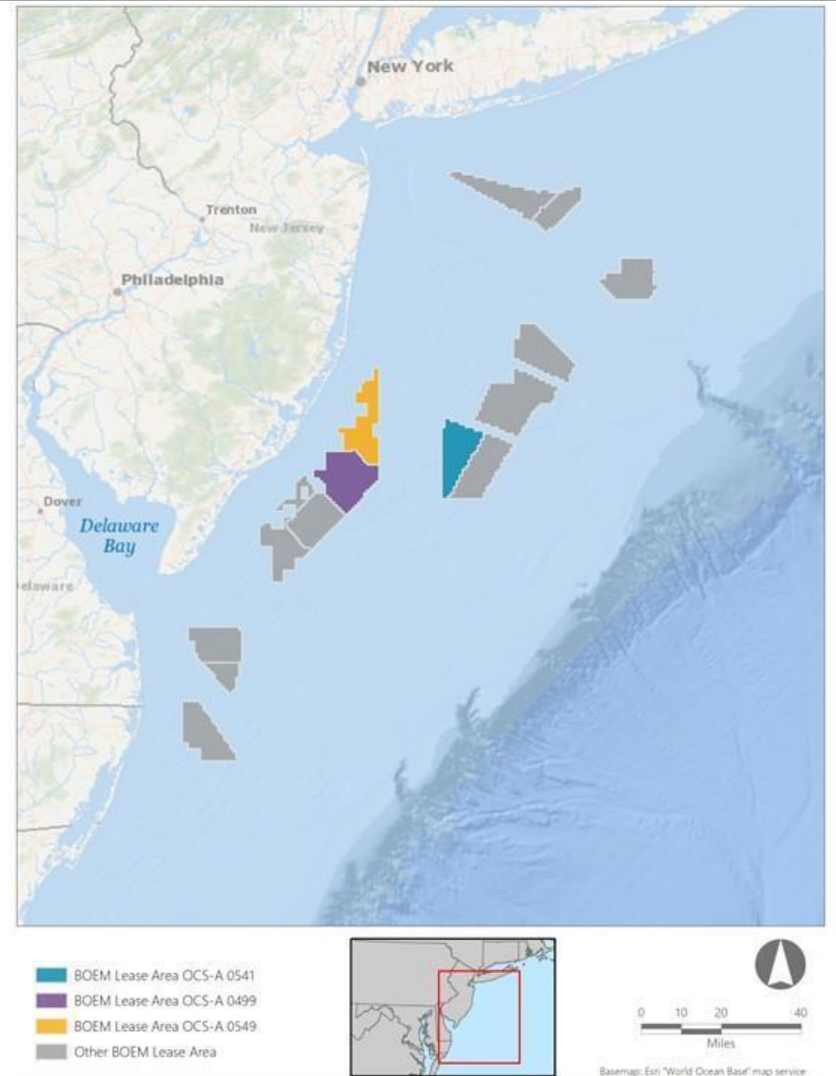 New York
Trenton
New Jersey
Philadelphia
Dover
Delaware
Bay
elaware
BOEM Lease Area OCS-A 0541
BOEM Lease Area OCS-A 0499
BOEM Lease Area OCS-A 0549
Other BOEM Lease Area
0 10 20 40
Miles
Basemap: Esri "World Ocean Base" map service